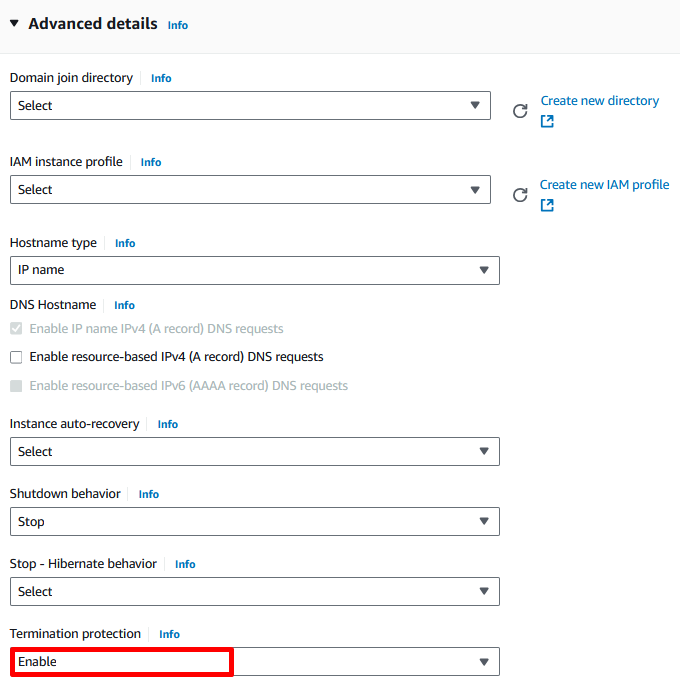 Advanced details Info
Domain join directory Info
Select
Create new directory
IAM instance profile Info
Select
Create new IAM profile
Hostname type Info
IP name
DNS Hostname Info
Enable IP name IPv4 (A record) DNS requests
Enable resource-based IPv4 (A record) DNS requests
Enable resource-based IPv6 (AAAA record) DNS requests
Instance auto-recovery Info
Select
Shutdown behavior Info
Stop
Stop - Hibernate behavior Info
Select
Termination protection Info
Enable